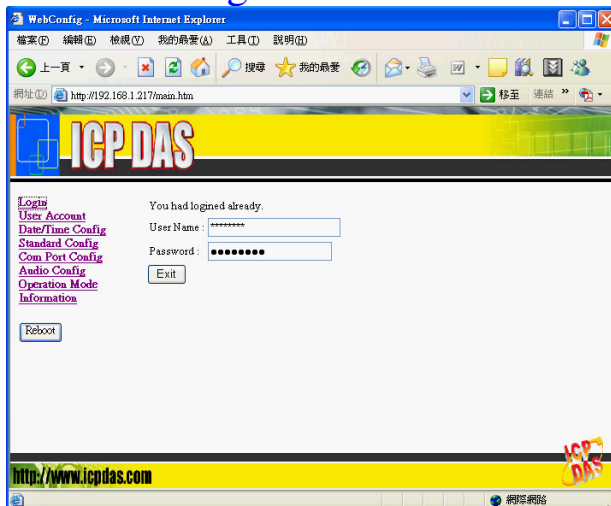 WebConfig - Microsoft Internet Explorer
檔案(F) 編輯(E) 檢視(V) 我的最愛(A) 工具(T) 說明(H)
上一頁 搜尋 我的最愛
網址(D) http://192.168.1.217/main.htm 移至 連結 »
ICP DAS
Login
User Account
Date/Time Config
Standard Config
Com Port Config
Audio Config
Operation Mode
Information
Reboot
You had logined already.
User Name : ********
Password : ●●●●●●●●
Exit
http://www.icpdas.com
ICP DAS
網際網路